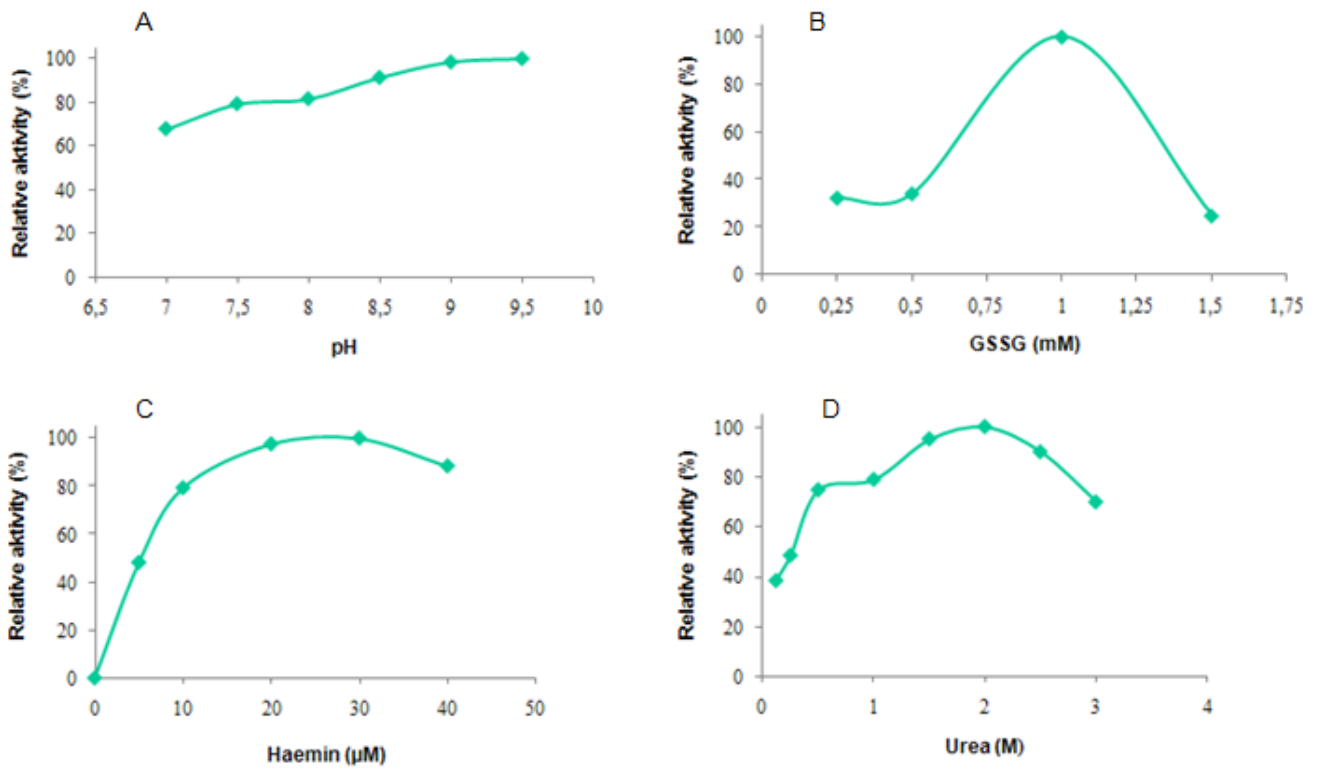 A
Relative aktivity (%)
100
80
60
40
20
0
6,5 7 7,5 8 8,5 9 9,5 10
pH
B
Relative aktivity (%)
100
80
60
40
20
0
0 0,25 0,5 0,75 1 1,25 1,5 1,75
GSSG (mM)
C
Relative aktivity (%)
100
80
60
40
20
0
0 10 20 30 40 50
Haemin (µM)
D
Relative aktivity (%)
100
80
60
40
20
0
0 1 2 3 4
Urea (M)